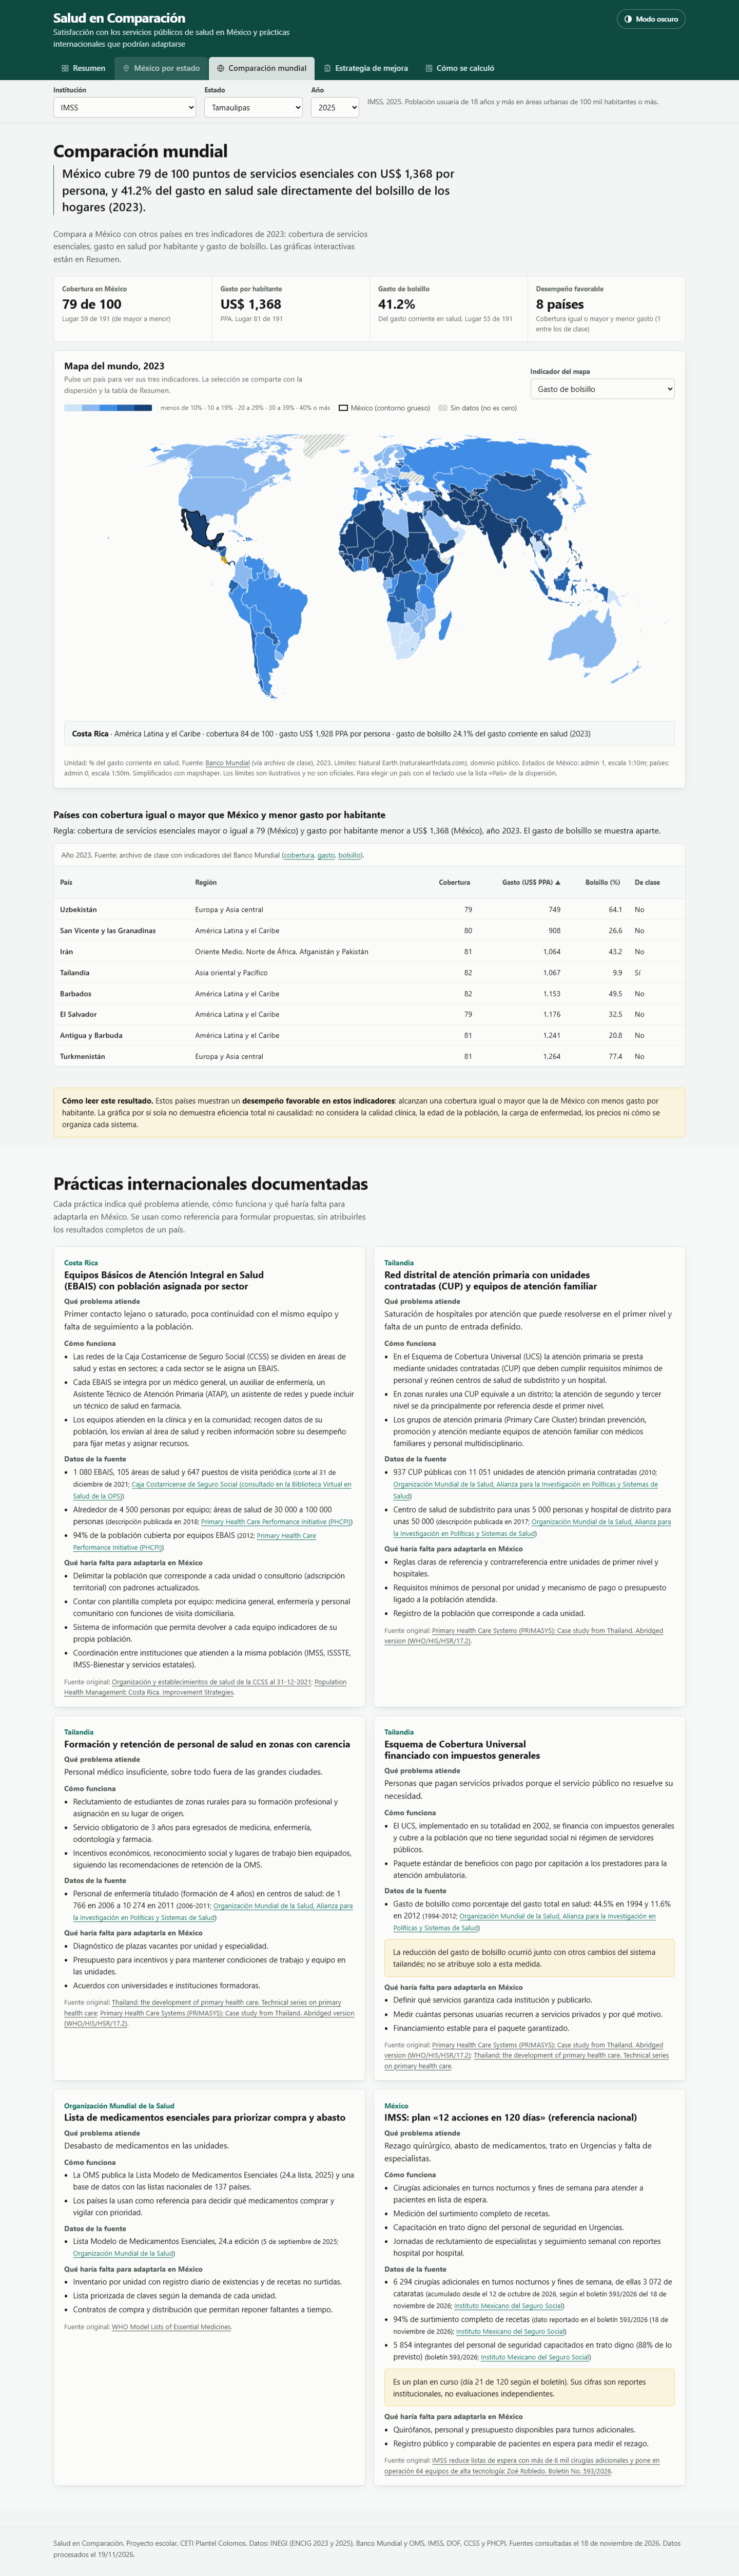 Salud en Comparación
Satisfacción con los servicios públicos de salud en México y prácticas
internacionales que podrían adaptarse
Modo oscuro
Resumen
México por estado
Comparación mundial
Estrategia de mejora
Cómo se calculó
Institución
IMSS
Estado
Tamaulipas
Año
2025
IMSS, 2025. Población usuaria de 18 años y más en áreas urbanas de 100 mil habitantes o más.
Comparación mundial
México cubre 79 de 100 puntos de servicios esenciales con US$ 1,368 por
persona, y 41.2% del gasto en salud sale directamente del bolsillo de los
hogares (2023).
Compara a México con otros países en tres indicadores de 2023: cobertura de servicios
esenciales, gasto en salud por habitante y gasto de bolsillo. Las gráficas interactivas
están en Resumen.
Cobertura en México
79 de 100
Lugar 59 de 191 (de mayor a menor)
Gasto por habitante
US$ 1,368
PPA. Lugar 81 de 191
Gasto de bolsillo
41.2%
Del gasto corriente en salud. Lugar 55 de 191
Desempeño favorable
8 países
Cobertura igual o mayor y menor gasto (1
entre los de clase)
Mapa del mundo, 2023
Pulse un país para ver sus tres indicadores. La selección se comparte con la
dispersión y la tabla de Resumen.
Indicador del mapa
Gasto de bolsillo
menos de 10% · 10 a 19% · 20 a 29% · 30 a 39% · 40% o más
México (contorno grueso)
Sin datos (no es cero)
Costa Rica · América Latina y el Caribe · cobertura 84 de 100 · gasto US$ 1,928 PPA por persona · gasto de bolsillo 24.1% del gasto corriente en salud (2023)
Unidad: % del gasto corriente en salud. Fuente: Banco Mundial (vía archivo de clase), 2023. Límites: Natural Earth (naturalearthdata.com), dominio público. Estados de México: admin 1, escala 1:10m; países:
admin 0, escala 1:50m. Simplificados con mapshaper. Los límites son ilustrativos y no son oficiales. Para elegir un país con el teclado use la lista «País» de la dispersión.
Países con cobertura igual o mayor que México y menor gasto por habitante
Regla: cobertura de servicios esenciales mayor o igual a 79 (México) y gasto por habitante menor a US$ 1,368 (México), año 2023. El gasto de bolsillo se muestra aparte.
Año 2023. Fuente: archivo de clase con indicadores del Banco Mundial (cobertura, gasto, bolsillo).
País Región Cobertura Gasto (US$ PPA) ▲ Bolsillo (%) De clase
Uzbekistán Europa y Asia central 79 749 64.1 No
San Vicente y las Granadinas América Latina y el Caribe 80 908 26.6 No
Irán Oriente Medio, Norte de África, Afganistán y Pakistán 81 1,064 43.2 No
Tailandia Asia oriental y Pacífico 82 1,067 9.9 Sí
Barbados América Latina y el Caribe 82 1,153 49.5 No
El Salvador América Latina y el Caribe 79 1,176 32.5 No
Antigua y Barbuda América Latina y el Caribe 81 1,241 20.8 No
Turkmenistán Europa y Asia central 81 1,264 77.4 No
Cómo leer este resultado. Estos países muestran un desempeño favorable en estos indicadores: alcanzan una cobertura igual o mayor que la de México con menos gasto por
habitante. La gráfica por sí sola no demuestra eficiencia total ni causalidad: no considera la calidad clínica, la edad de la población, la carga de enfermedad, los precios ni cómo se
organiza cada sistema.
Prácticas internacionales documentadas
Cada práctica indica qué problema atiende, cómo funciona y qué haría falta para
adaptarla en México. Se usan como referencia para formular propuestas, sin atribuirles
los resultados completos de un país.
Costa Rica
Equipos Básicos de Atención Integral en Salud
(EBAIS) con población asignada por sector
Qué problema atiende
Primer contacto lejano o saturado, poca continuidad con el mismo equipo y
falta de seguimiento a la población.
Cómo funciona
• Las redes de la Caja Costarricense de Seguro Social (CCSS) se dividen en áreas de
salud y estas en sectores; a cada sector se le asigna un EBAIS.
• Cada EBAIS se integra por un médico general, un auxiliar de enfermería, un
Asistente Técnico de Atención Primaria (ATAP), un asistente de redes y puede incluir
un técnico de salud en farmacia.
• Los equipos atienden en la clínica y en la comunidad; recogen datos de su
población, los envían al área de salud y reciben información sobre su desempeño
para fijar metas y asignar recursos.
Datos de la fuente
• 1 080 EBAIS, 105 áreas de salud y 647 puestos de visita periódica (corte al 31 de
diciembre de 2021; Caja Costarricense de Seguro Social (consultado en la Biblioteca Virtual en
Salud de la OPS))
• Alrededor de 4 500 personas por equipo; áreas de salud de 30 000 a 100 000
personas (descripción publicada en 2018; Primary Health Care Performance Initiative (PHCPI))
• 94% de la población cubierta por equipos EBAIS (2012; Primary Health Care
Performance Initiative (PHCPI))
Qué haría falta para adaptarla en México
• Delimitar la población que corresponde a cada unidad o consultorio (adscripción
territorial) con padrones actualizados.
• Contar con plantilla completa por equipo: medicina general, enfermería y personal
comunitario con funciones de visita domiciliaria.
• Sistema de información que permita devolver a cada equipo indicadores de su
propia población.
• Coordinación entre instituciones que atienden a la misma población (IMSS, ISSSTE,
IMSS-Bienestar y servicios estatales).
Fuente original: Organización y establecimientos de salud de la CCSS al 31-12-2021; Population
Health Management: Costa Rica. Improvement Strategies.
Tailandia
Red distrital de atención primaria con unidades
contratadas (CUP) y equipos de atención familiar
Qué problema atiende
Saturación de hospitales por atención que puede resolverse en el primer nivel y
falta de un punto de entrada definido.
Cómo funciona
• En el Esquema de Cobertura Universal (UCS) la atención primaria se presta
mediante unidades contratadas (CUP) que deben cumplir requisitos mínimos de
personal y reúnen centros de salud de subdistrito y un hospital.
• En zonas rurales una CUP equivale a un distrito; la atención de segundo y tercer
nivel se da principalmente por referencia desde el primer nivel.
• Los grupos de atención primaria (Primary Care Cluster) brindan prevención,
promoción y atención mediante equipos de atención familiar con médicos
familiares y personal multidisciplinario.
Datos de la fuente
• 937 CUP públicas con 11 051 unidades de atención primaria contratadas (2010;
Organización Mundial de la Salud, Alianza para la Investigación en Políticas y Sistemas de
Salud)
• Centro de salud de subdistrito para unas 5 000 personas y hospital de distrito para
unas 50 000 (descripción publicada en 2017; Organización Mundial de la Salud, Alianza para
la Investigación en Políticas y Sistemas de Salud)
Qué haría falta para adaptarla en México
• Reglas claras de referencia y contrarreferencia entre unidades de primer nivel y
hospitales.
• Requisitos mínimos de personal por unidad y mecanismo de pago o presupuesto
ligado a la población atendida.
• Registro de la población que corresponde a cada unidad.
Fuente original: Primary Health Care Systems (PRIMASYS): Case study from Thailand. Abridged
version (WHO/HIS/HSR/17.2).
Tailandia
Formación y retención de personal de salud en zonas con carencia
Qué problema atiende
Personal médico insuficiente, sobre todo fuera de las grandes ciudades.
Cómo funciona
• Reclutamiento de estudiantes de zonas rurales para su formación profesional y
asignación en su lugar de origen.
• Servicio obligatorio de 3 años para egresados de medicina, enfermería,
odontología y farmacia.
• Incentivos económicos, reconocimiento social y lugares de trabajo bien equipados,
siguiendo las recomendaciones de retención de la OMS.
Datos de la fuente
• Personal de enfermería titulado (formación de 4 años) en centros de salud: de 1
766 en 2006 a 10 274 en 2011 (2006-2011; Organización Mundial de la Salud, Alianza para
la Investigación en Políticas y Sistemas de Salud)
Qué haría falta para adaptarla en México
• Diagnóstico de plazas vacantes por unidad y especialidad.
• Presupuesto para incentivos y para mantener condiciones de trabajo y equipo en
las unidades.
• Acuerdos con universidades e instituciones formadoras.
Fuente original: Thailand: the development of primary health care. Technical series on primary
health care; Primary Health Care Systems (PRIMASYS): Case study from Thailand. Abridged version
(WHO/HIS/HSR/17.2).
Tailandia
Esquema de Cobertura Universal
financiado con impuestos generales
Qué problema atiende
Personas que pagan servicios privados porque el servicio público no resuelve su
necesidad.
Cómo funciona
• El UCS, implementado en su totalidad en 2002, se financia con impuestos generales
y cubre a la población que no tiene seguridad social ni régimen de servidores
públicos.
• Paquete estándar de beneficios con pago por capitación a los prestadores para la
atención ambulatoria.
Datos de la fuente
• Gasto de bolsillo como porcentaje del gasto total: 44.5% en 1994 y 11.6%
en 2012 (1994-2012; Organización Mundial de la Salud, Alianza para la Investigación en
Políticas y Sistemas de Salud)
La reducción del gasto de bolsillo ocurrió junto con otros cambios del sistema
tailandés; no se atribuye solo a esta medida.
Qué haría falta para adaptarla en México
• Definir qué servicios garantiza cada institución y publicarlo.
• Medir cuántas personas usuarias recurren a servicios privados y por qué motivo.
• Financiamiento estable para el paquete garantizado.
Fuente original: Primary Health Care Systems (PRIMASYS): Case study from Thailand. Abridged
version (WHO/HIS/HSR/17.2); Thailand: the development of primary health care. Technical series
on primary health care.
Organización Mundial de la Salud
Lista de medicamentos esenciales para priorizar compra y abasto
Qué problema atiende
Desabasto de medicamentos en las unidades.
Cómo funciona
• La OMS publica la Lista Modelo de Medicamentos Esenciales (24.a lista, 2025) y una
base de datos con las listas nacionales de 137 países.
• Los países la usan como referencia para decidir qué medicamentos comprar y
vigilar con prioridad.
Datos de la fuente
• Lista Modelo de Medicamentos Esenciales, 24.a edición (5 de septiembre de 2025;
Organización Mundial de la Salud)
Qué haría falta para adaptarla en México
• Inventario por unidad con registro diario de existencias y de recetas no surtidas.
• Lista priorizada de claves según la demanda de cada unidad.
• Contratos de compra y distribución que permitan reponer faltantes a tiempo.
Fuente original: WHO Model Lists of Essential Medicines.
México
IMSS: plan «12 acciones en 120 días» (referencia nacional)
Qué problema atiende
Rezago quirúrgico, abasto de medicamentos, trato en Urgencias y falta de
especialistas.
Cómo funciona
• Cirugías adicionales en turnos nocturnos y fines de semana para atender a
pacientes en lista de espera.
• Medición del surtimiento completo de recetas.
• Capacitación en trato digno del personal de seguridad en Urgencias.
• Jornadas de reclutamiento de especialistas y seguimiento semanal con reportes
hospital por hospital.
Datos de la fuente
• 6 294 cirugías adicionales en turnos nocturnos y fines de semana, de ellas 3 072 de
cataratas (acumulado desde el 12 de octubre de 2026, según el boletín 593/2026 del 18 de
noviembre de 2026; Instituto Mexicano del Seguro Social)
• 94% de surtimiento completo de recetas (dato reportado en el boletín 593/2026 (18 de
noviembre de 2026); Instituto Mexicano del Seguro Social)
• 5 854 integrantes del personal de seguridad capacitados en trato digno (88% de lo
previsto) (boletín 593/2026; Instituto Mexicano del Seguro Social)
Es un plan en curso (día 21 de 120 según el boletín). Sus cifras son reportes
institucionales, no evaluaciones independientes.
Qué haría falta para adaptarla en México
• Quirófanos, personal y presupuesto disponibles para turnos adicionales.
• Registro público y comparable de pacientes en espera para medir el rezago.
Fuente original: IMSS reduce listas de espera con más de 6 mil cirugías adicionales y pone en
operación 64 equipos de alta tecnología: Zoé Robledo. Boletín No. 593/2026.
Salud en Comparación. Proyecto escolar, CETI Plantel Colomos. Datos: INEGI (ENCIG 2023 y 2025), Banco Mundial y OMS, IMSS, DOF, CCSS y PHCPI. Fuentes consultadas el 18 de noviembre de 2026. Datos
procesados el 19/11/2026.